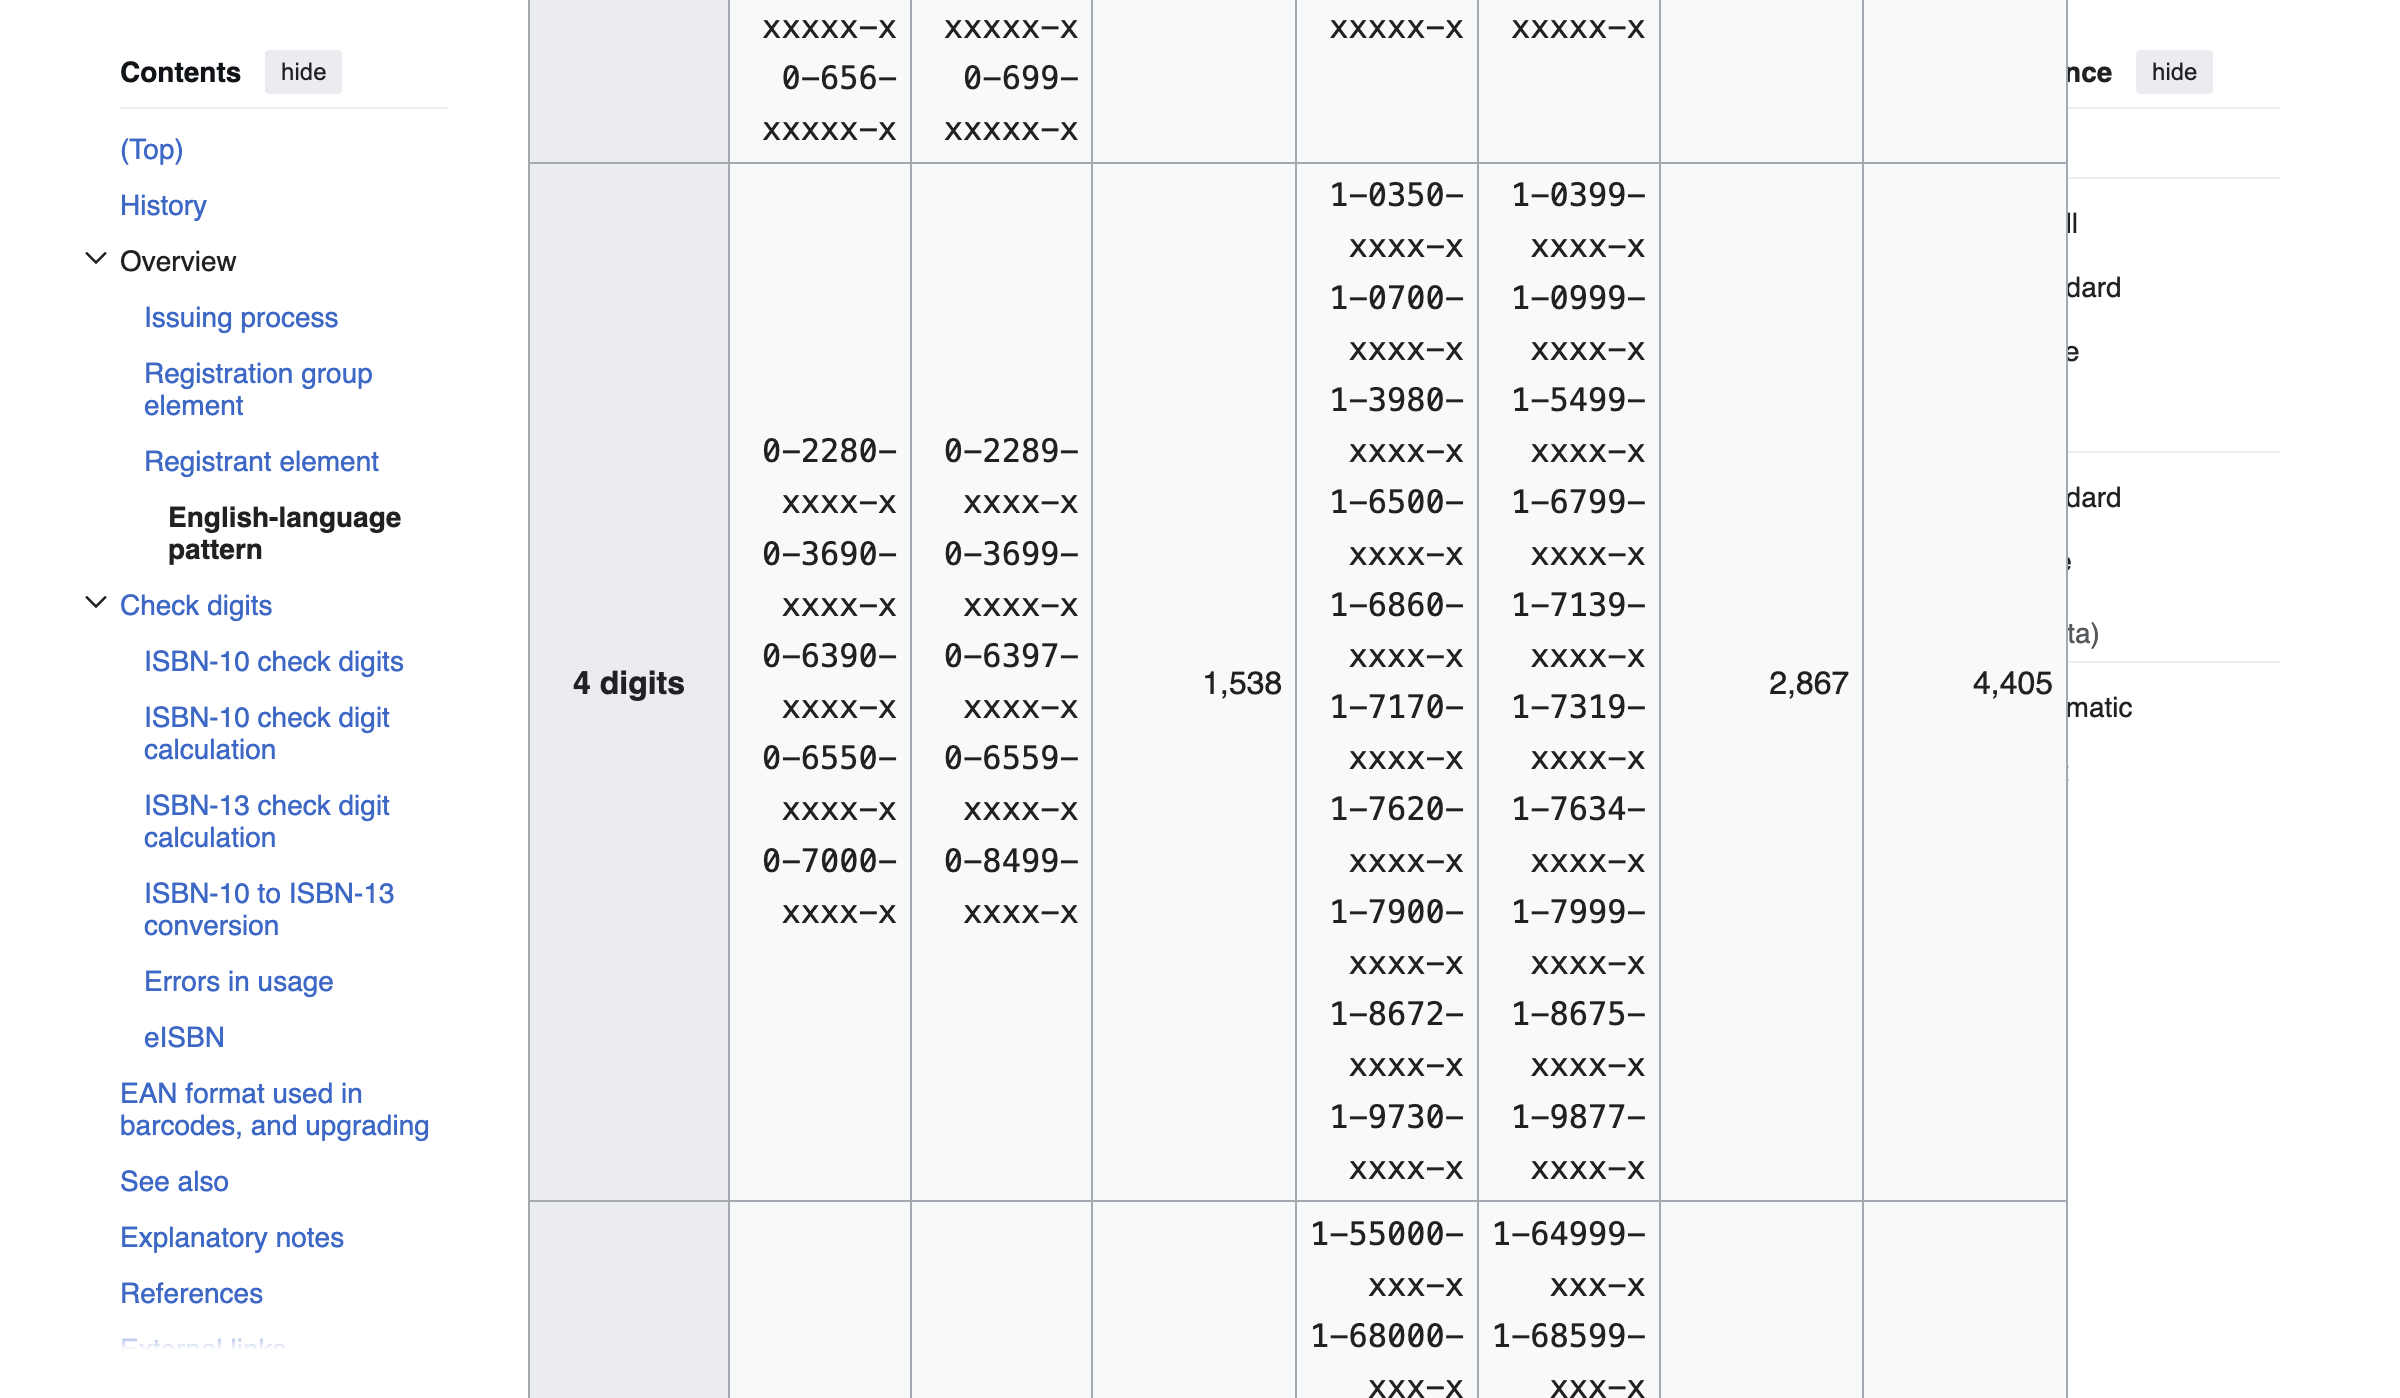 Contents hide
(Top)
History
Overview
Issuing process
Registration group
element
Registrant element
English-language
pattern
Check digits
ISBN-10 check digits
ISBN-10 check digit
calculation
ISBN-13 check digit
calculation
ISBN-10 to ISBN-13
conversion
Errors in usage
eISBN
EAN format used in
barcodes, and upgrading
See also
Explanatory notes
References
External links
xxxxx-x
0-656-
xxxxx-x
xxxxx-x
0-699-
xxxxx-x
xxxxx-x
xxxxx-x
4 digits
0-2280-
xxxx-x
0-3690-
xxxx-x
0-6390-
xxxx-x
0-6550-
xxxx-x
0-7000-
xxxx-x
0-2289-
xxxx-x
0-3699-
xxxx-x
0-6397-
xxxx-x
0-6559-
xxxx-x
0-8499-
xxxx-x
1,538
1-0350-
xxxx-x
1-0700-
xxxx-x
1-3980-
xxxx-x
1-6500-
xxxx-x
1-6860-
xxxx-x
1-7170-
xxxx-x
1-7620-
xxxx-x
1-7900-
xxxx-x
1-8672-
xxxx-x
1-9730-
xxxx-x
1-0399-
xxxx-x
1-0999-
xxxx-x
1-5499-
xxxx-x
1-6799-
xxxx-x
1-7139-
xxxx-x
1-7319-
xxxx-x
1-7634-
xxxx-x
1-7999-
xxxx-x
1-8675-
xxxx-x
1-9877-
xxxx-x
2,867
4,405
1-55000-
xxx-x
1-68000-
xxx-x
1-64999-
xxx-x
1-68599-
xxx-x
nce hide
ll
dard
e
dard
ta)
matic